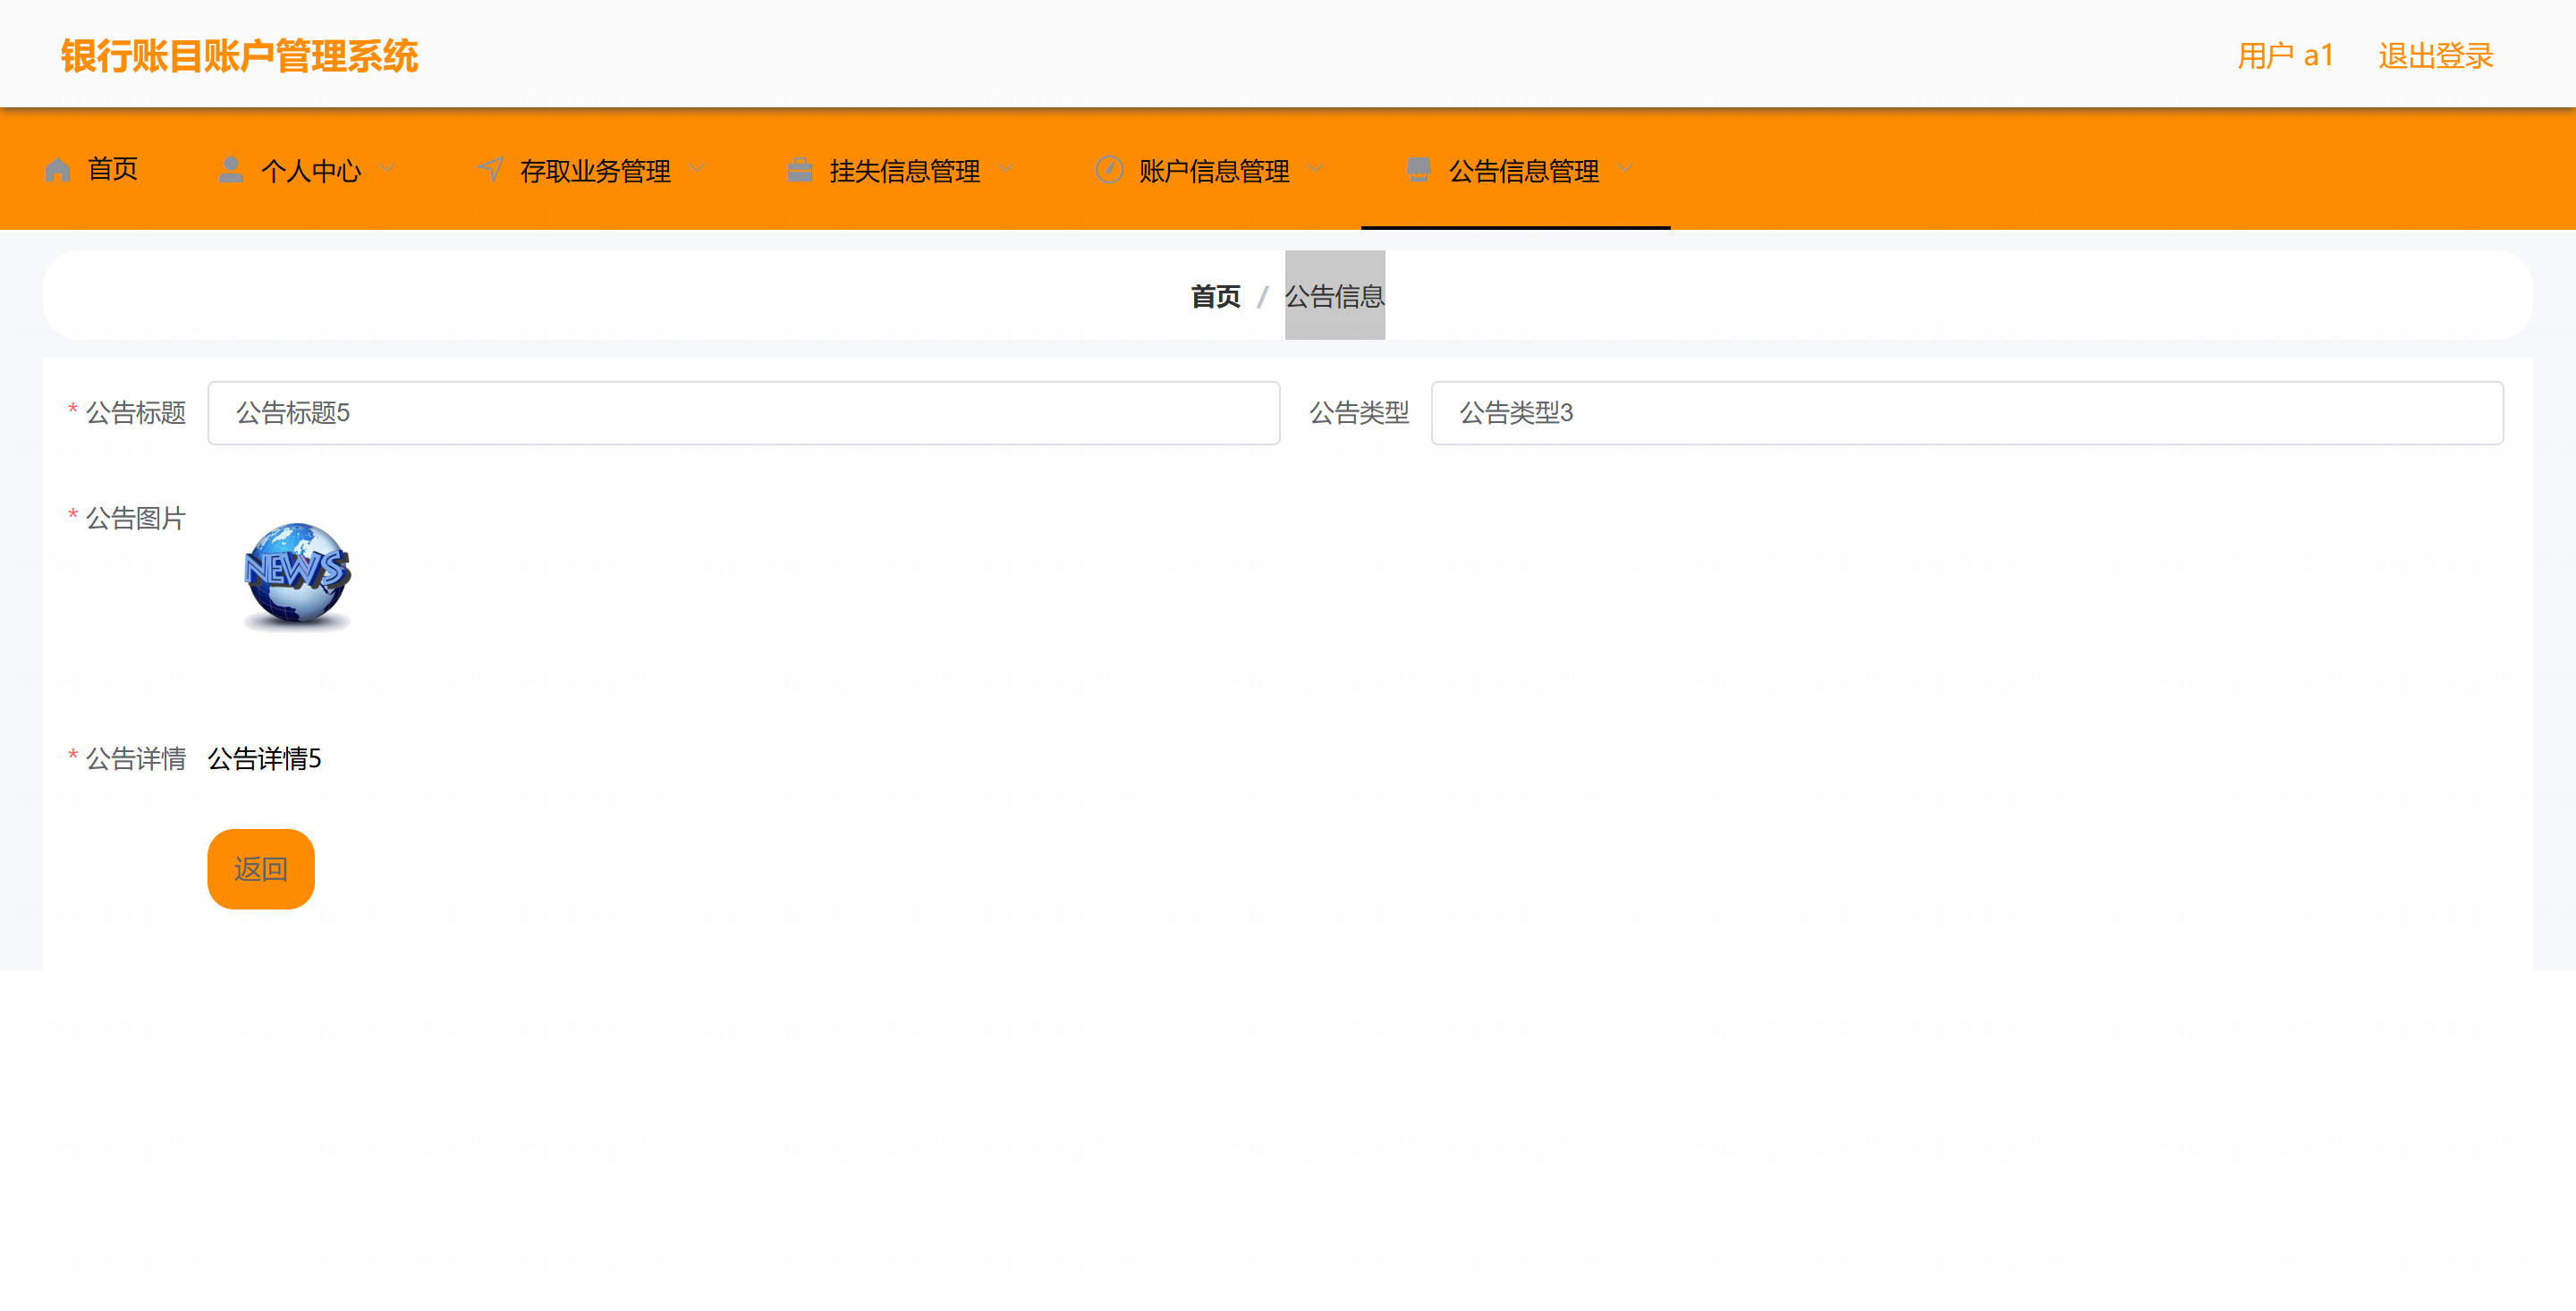 银行账目账户管理系统
用户 a1 退出登录
首页 个人中心 存取业务管理 挂失信息管理 账户信息管理 公告信息管理
首页 / 公告信息
* 公告标题 公告标题5 公告类型 公告类型3
* 公告图片
NEWS
* 公告详情 公告详情5
返回